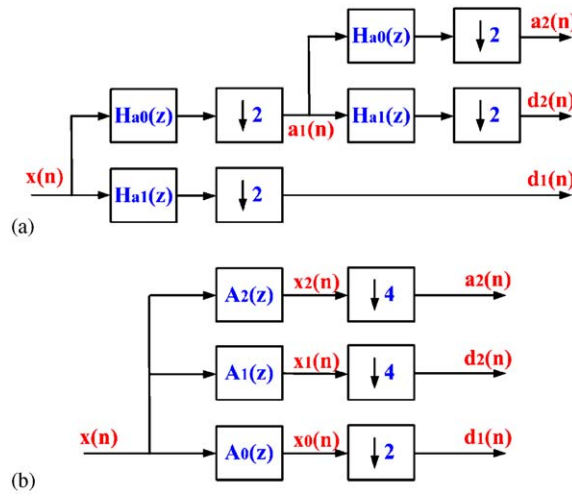 a2(n)
Ha0(z) ↓2
d2(n)
Ha0(z) ↓2 a1(n) Ha1(z) ↓2
x(n)
d1(n)
Ha1(z) ↓2
(a)
A2(z) x2(n) ↓4 a2(n)
A1(z) x1(n) ↓4 d2(n)
x(n) A0(z) x0(n) ↓2 d1(n)
(b)